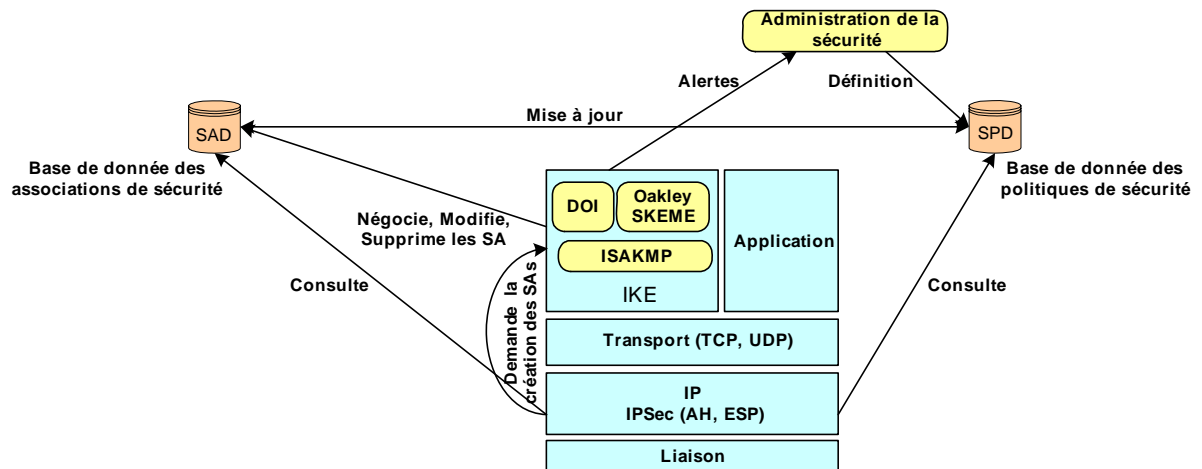 Administration de la
sécurité
Alertes
Définition
Mise à jour
SAD
SPD
Base de donnée des
associations de sécurité
Base de donnée des
politiques de sécurité
DOI
Oakley
SKEME
Négocie, Modifie,
Supprime les SA
Application
ISAKMP
Consulte
Demande la
création des SAs
IKE
Consulte
Transport (TCP, UDP)
IP
IPSec (AH, ESP)
Liaison